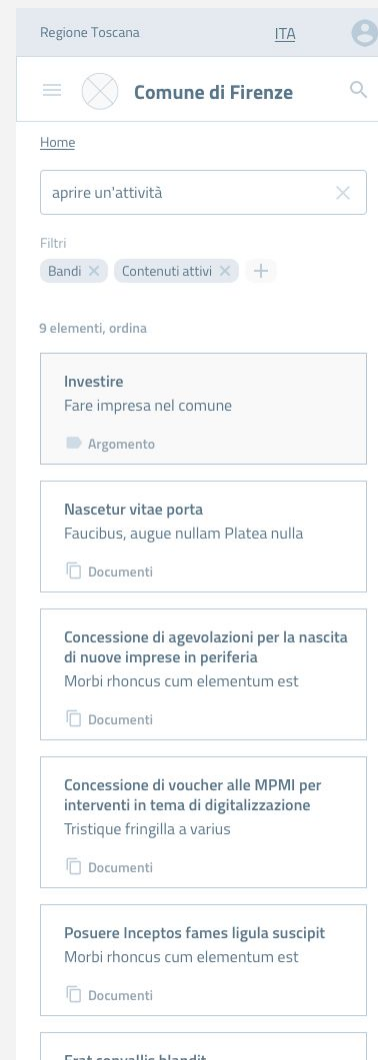 Regione Toscana
ITA
Comune di Firenze
Home
aprire un'attività
Filtri
Bandi
Contenuti attivi
9 elementi, ordina
Investire
Fare impresa nel comune
Argomento
Nascetur vitae porta
Faucibus, augue nullam Platea nulla
Documenti
Concessione di agevolazioni per la nascita
di nuove imprese in periferia
Morbi rhoncus cum elementum est
Documenti
Concessione di voucher alle MPMI per
interventi in tema di digitalizzazione
Tristique fringilla a varius
Documenti
Posuere Inceptos fames ligula suscipit
Morbi rhoncus cum elementum est
Documenti
Erat convallis blandit